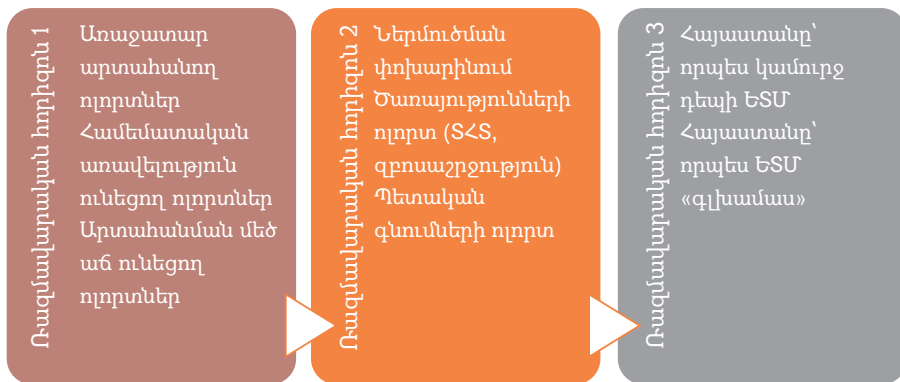 Ռազմավարական հորիզոն 1
Առաջատար
արտահանող
ոլորտներ
Համեմատական
առավելություն
ունեցող ոլորտներ
Արտահանման մեծ
աճ ունեցող
ոլորտներ
Ռազմավարական հորիզոն 2
Ներմուծման
փոխարինում
Ծառայությունների
ոլորտ (ՏՀՏ,
զբոսաշրջություն)
Պետական
գնումների ոլորտ
Ռազմավարական հորիզոն 3
Հայաստանը՝
որպես կամուրջ
դեպի ԵՏՄ
Հայաստանը՝
որպես ԵՏՄ
«գլխամաս»